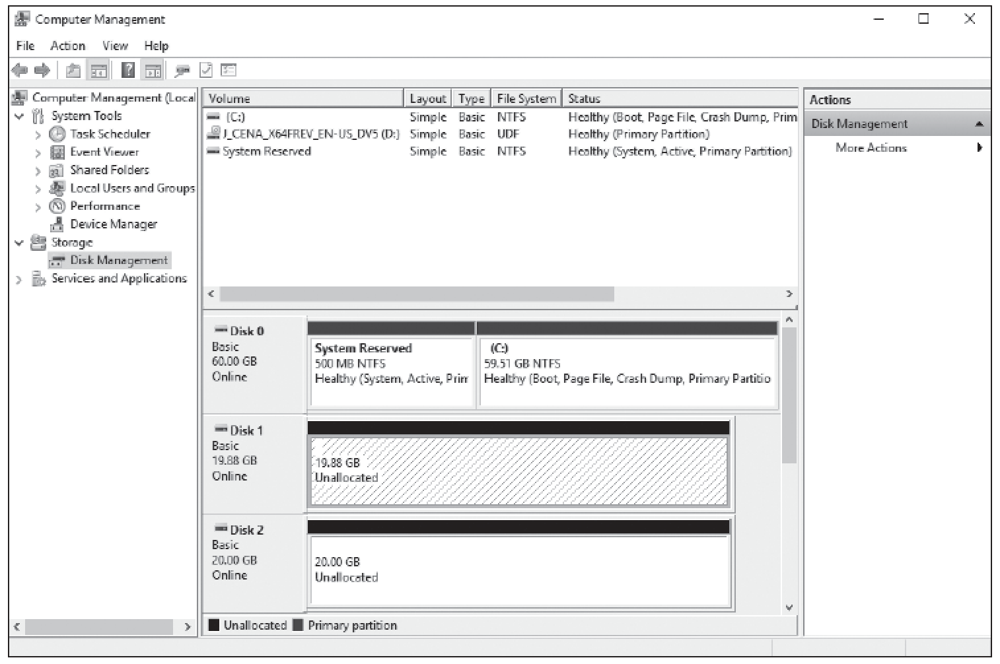 Computer Management
File Action View Help
Computer Management (Local
System Tools
Task Scheduler
Event Viewer
Shared Folders
Local Users and Groups
Performance
Device Manager
Storage
Disk Management
Services and Applications
Volume Layout Type File System Status
(C:) Simple Basic NTFS Healthy (Boot, Page File, Crash Dump, Prim
J_CENA_X64FREV_EN-US_DV5 (D:) Simple Basic UDF Healthy (Primary Partition)
System Reserved Simple Basic NTFS Healthy (System, Active, Primary Partition)
Disk 0
Basic
60.00 GB
Online
System Reserved
500 MB NTFS
Healthy (System, Active, Prim
(C:)
59.51 GB NTFS
Healthy (Boot, Page File, Crash Dump, Primary Partitio
Disk 1
Basic
19.88 GB
Online
19.88 GB
Unallocated
Disk 2
Basic
20.00 GB
Online
20.00 GB
Unallocated
Unallocated Primary partition
Actions
Disk Management
More Actions